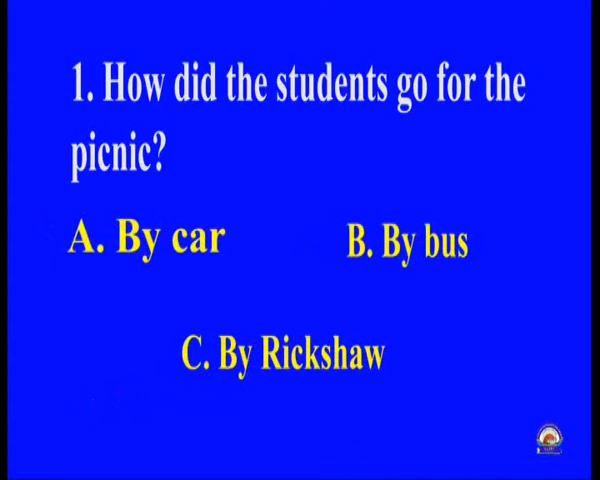 1. How did the students go for the
picnic?
A. By car
B. By bus
C. By Rickshaw